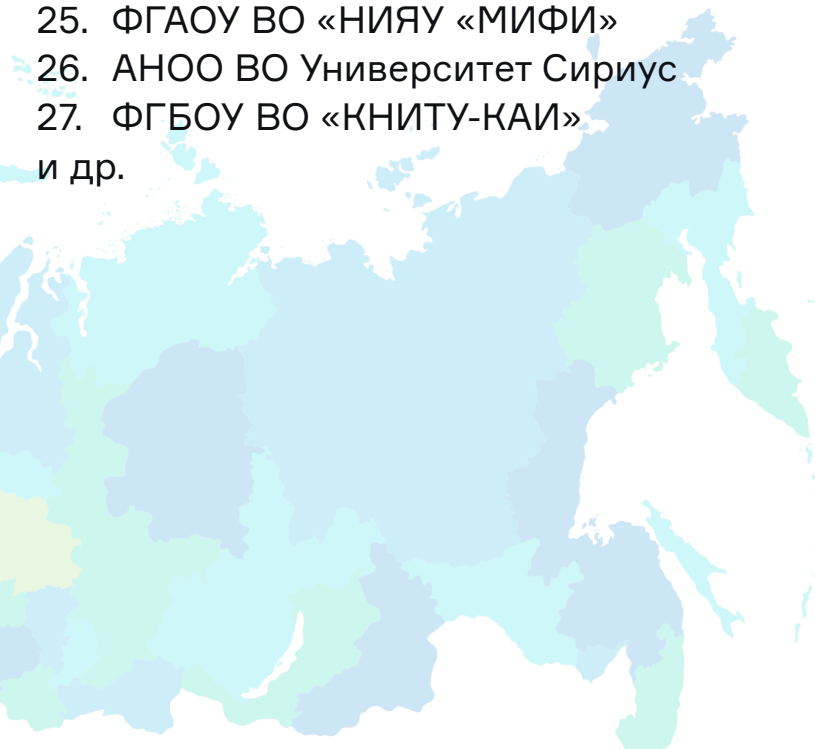 25. ФГАОУ ВО «НИЯУ «МИФИ»
26. АНОО ВО Университет Сириус
27. ФГБОУ ВО «КНИТУ-КАИ»
и др.